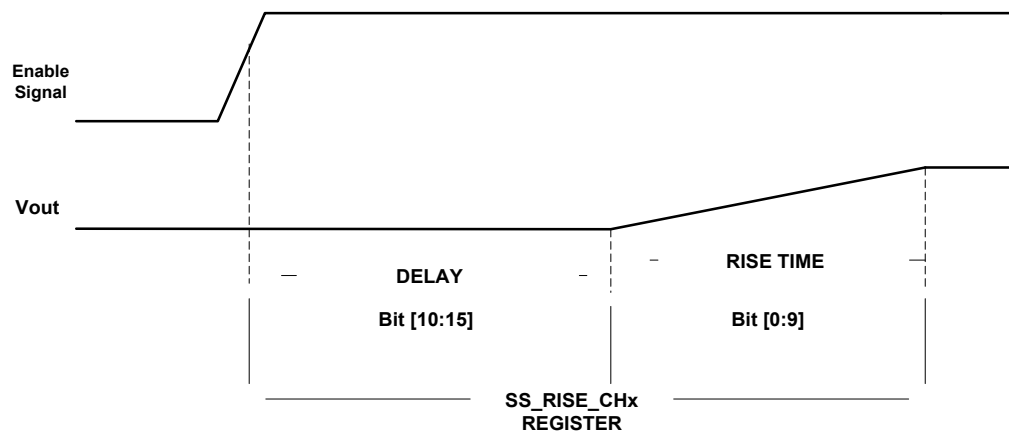 Enable
Signal
Vout
DELAY
RISE TIME
Bit [10:15]
Bit [0:9]
SS_RISE_CHx
REGISTER